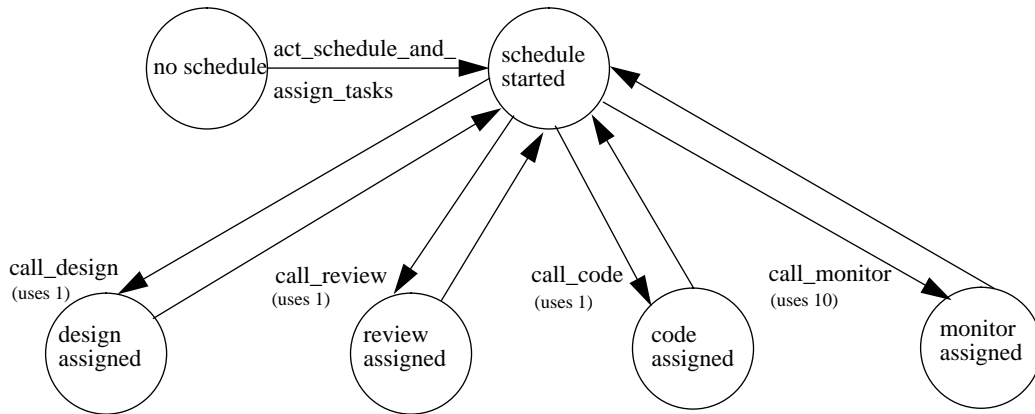 no schedule
act_schedule_and_
assign_tasks
schedule
started
call_design
(uses 1)
call_review
(uses 1)
call_code
(uses 1)
call_monitor
(uses 10)
design
assigned
review
assigned
code
assigned
monitor
assigned